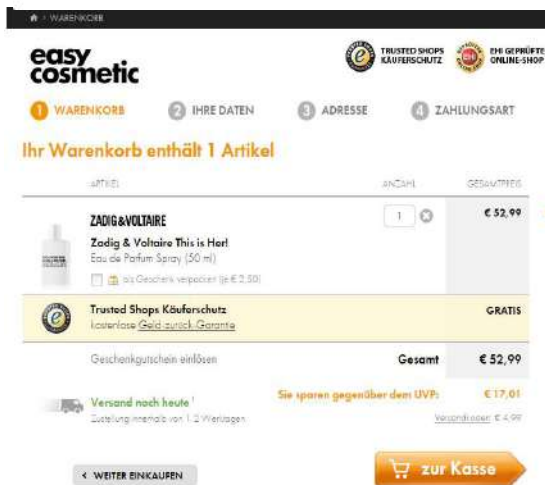 WARENKORB
easy
cosmetic
TRUSTED SHOPS
KÄUFERSCHUTZ
EHI GEPRÜFTE
ONLINE-SHOP
1 WARENKORB
2 IHRE DATEN
3 ADRESSE
4 ZAHLUNGSART
Ihr Warenkorb enthält 1 Artikel
ARTIKEL ANZAHL GESAMTPREIS
ZADIG&VOLTAIRE 1 € 52,99
Zadig & Voltaire This is Her!
Eau de Parfum Spray (50 ml)
als Geschenk verpacken (je € 2,50)
Trusted Shops Käuferschutz GRATIS
kostenlose Geld-zurück-Garantie
Geschenkgutschein einlösen Gesamt € 52,99
Sie sparen gegenüber dem UVP: € 17,01
Versand noch heute 1
Zustellung innerhalb von 1-2 Werktagen
Versandkosten: € 4,99
< WEITER EINKAUFEN
zur Kasse